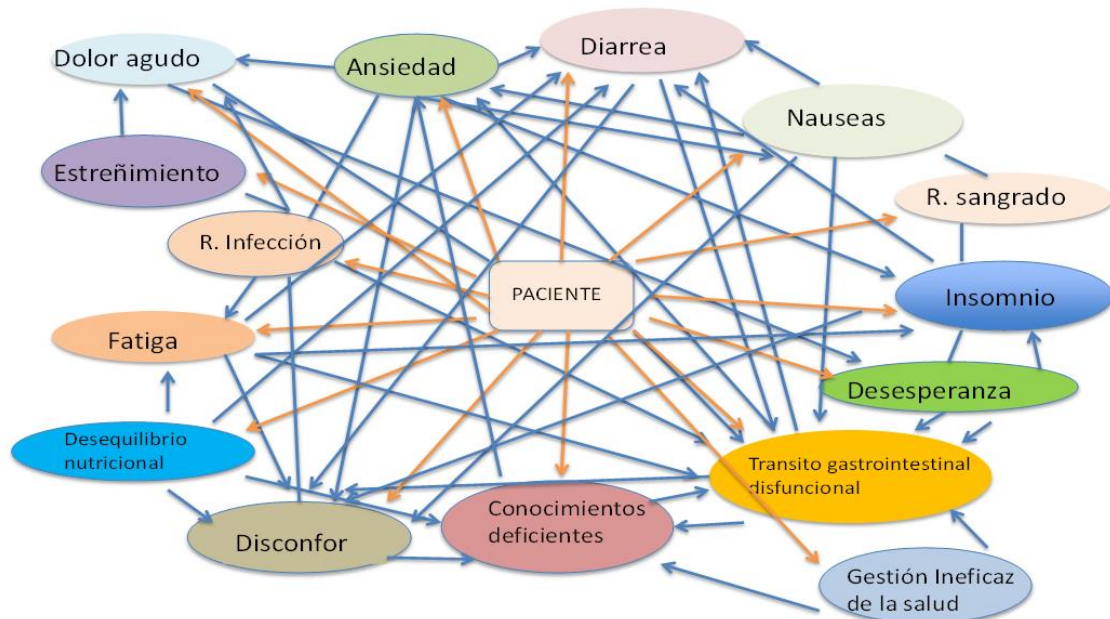 Dolor agudo
Ansiedad
Diarrea
Nauseas
Estreñimiento
R. sangrado
R. Infección
PACIENTE
Insomnio
Fatiga
Desesperanza
Desequilibrio
nutricional
Transito gastrointestinal
disfuncional
Conocimientos
deficientes
Disconfor
Gestión Ineficaz
de la salud